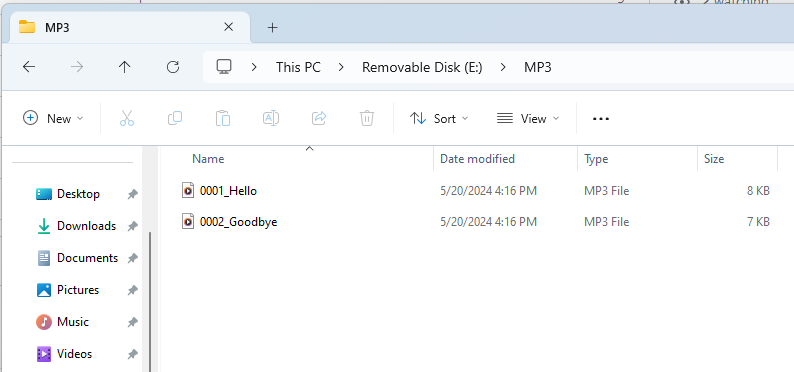 2 watching
MP3
This PC > Removable Disk (E:) > MP3
New Sort View
Name Date modified Type Size
0001_Hello 5/20/2024 4:16 PM MP3 File 8 KB
0002_Goodbye 5/20/2024 4:16 PM MP3 File 7 KB
Desktop
Downloads
Documents
Pictures
Music
Videos